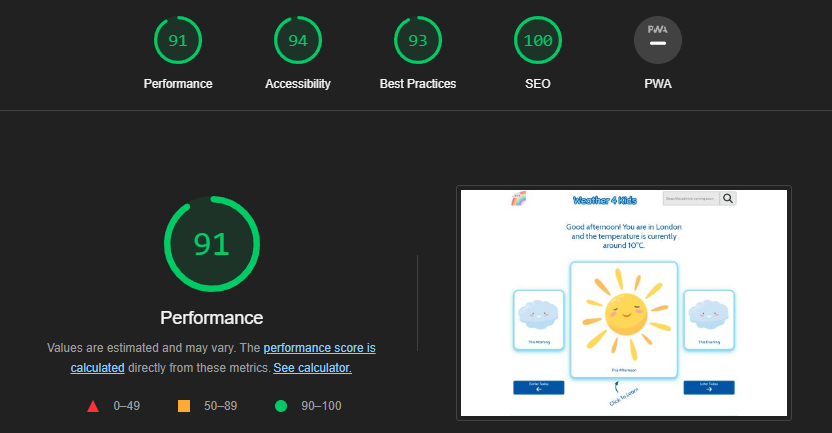 91
94
93
100
PWA
Performance
Accessibility
Best Practices
SEO
PWA
91
Performance
Values are estimated and may vary. The performance score is
calculated directly from these metrics. See calculator.
0–49
50–89
90–100
Weather 4 Kids
Good afternoon! You are in London
and the temperature is currently
around 10°C.
This Morning
This Afternoon
This Evening
Earlier Today
Later Today
Click To Learn